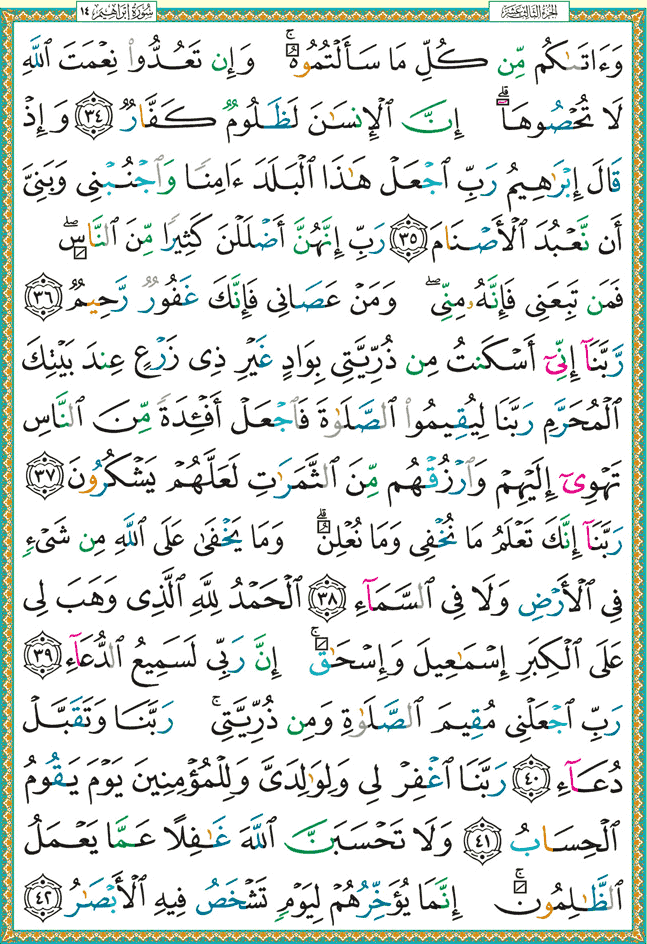 الجزء الثالث عشر
سورة إبراهيم ١٤
وَءَاتَىٰكُم مِّن كُلِّ مَا سَأَلْتُمُوهُ ۚ وَإِن تَعُدُّوا۟ نِعْمَتَ ٱللَّهِ
لَا تُحْصُوهَآ ۗ إِنَّ ٱلْإِنسَٰنَ لَظَلُومٌ كَفَّارٌ ٣٤ وَإِذْ
قَالَ إِبْرَٰهِيمُ رَبِّ ٱجْعَلْ هَٰذَا ٱلْبَلَدَ ءَامِنًا وَٱجْنُبْنِى وَبَنِىَّ
أَن نَّعْبُدَ ٱلْأَصْنَامَ ٣٥ رَبِّ إِنَّهُنَّ أَضْلَلْنَ كَثِيرًا مِّنَ ٱلنَّاسِ ۖ
فَمَن تَبِعَنِى فَإِنَّهُۥ مِنِّى ۖ وَمَنْ عَصَانِى فَإِنَّكَ غَفُورٌ رَّحِيمٌ ٣٦
رَّبَّنَآ إِنِّىٓ أَسْكَنتُ مِن ذُرِّيَّتِى بِوَادٍ غَيْرِ ذِى زَرْعٍ عِندَ بَيْتِكَ
ٱلْمُحَرَّمِ رَبَّنَا لِيُقِيمُوا۟ ٱلصَّلَوٰةَ فَٱجْعَلْ أَفْـِٔدَةً مِّنَ ٱلنَّاسِ
تَهْوِىٓ إِلَيْهِمْ وَٱرْزُقْهُم مِّنَ ٱلثَّمَرَٰتِ لَعَلَّهُمْ يَشْكُرُونَ ٣٧
رَبَّنَآ إِنَّكَ تَعْلَمُ مَا نُخْفِى وَمَا نُعْلِنُ ۗ وَمَا يَخْفَىٰ عَلَى ٱللَّهِ مِن شَىْءٍ
فِى ٱلْأَرْضِ وَلَا فِى ٱلسَّمَآءِ ٣٨ ٱلْحَمْدُ لِلَّهِ ٱلَّذِى وَهَبَ لِى
عَلَى ٱلْكِبَرِ إِسْمَٰعِيلَ وَإِسْحَٰقَ ۚ إِنَّ رَبِّى لَسَمِيعُ ٱلدُّعَآءِ ٣٩
رَبِّ ٱجْعَلْنِى مُقِيمَ ٱلصَّلَوٰةِ وَمِن ذُرِّيَّتِى ۚ رَبَّنَا وَتَقَبَّلْ
دُعَآءِ ٤٠ رَبَّنَا ٱغْفِرْ لِى وَلِوَٰلِدَىَّ وَلِلْمُؤْمِنِينَ يَوْمَ يَقُومُ
ٱلْحِسَابُ ٤١ وَلَا تَحْسَبَنَّ ٱللَّهَ غَٰفِلًا عَمَّا يَعْمَلُ
ٱلظَّٰلِمُونَ ۚ إِنَّمَا يُؤَخِّرُهُمْ لِيَوْمٍ تَشْخَصُ فِيهِ ٱلْأَبْصَٰرُ ٤٢